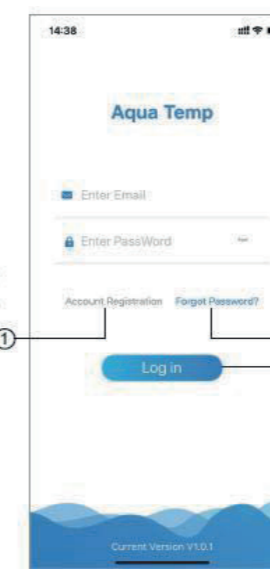 14:38
Aqua Temp
Enter Email
Enter PassWord
Account Registration Forgot Password?
1
Log in
Current Version V1.0.1